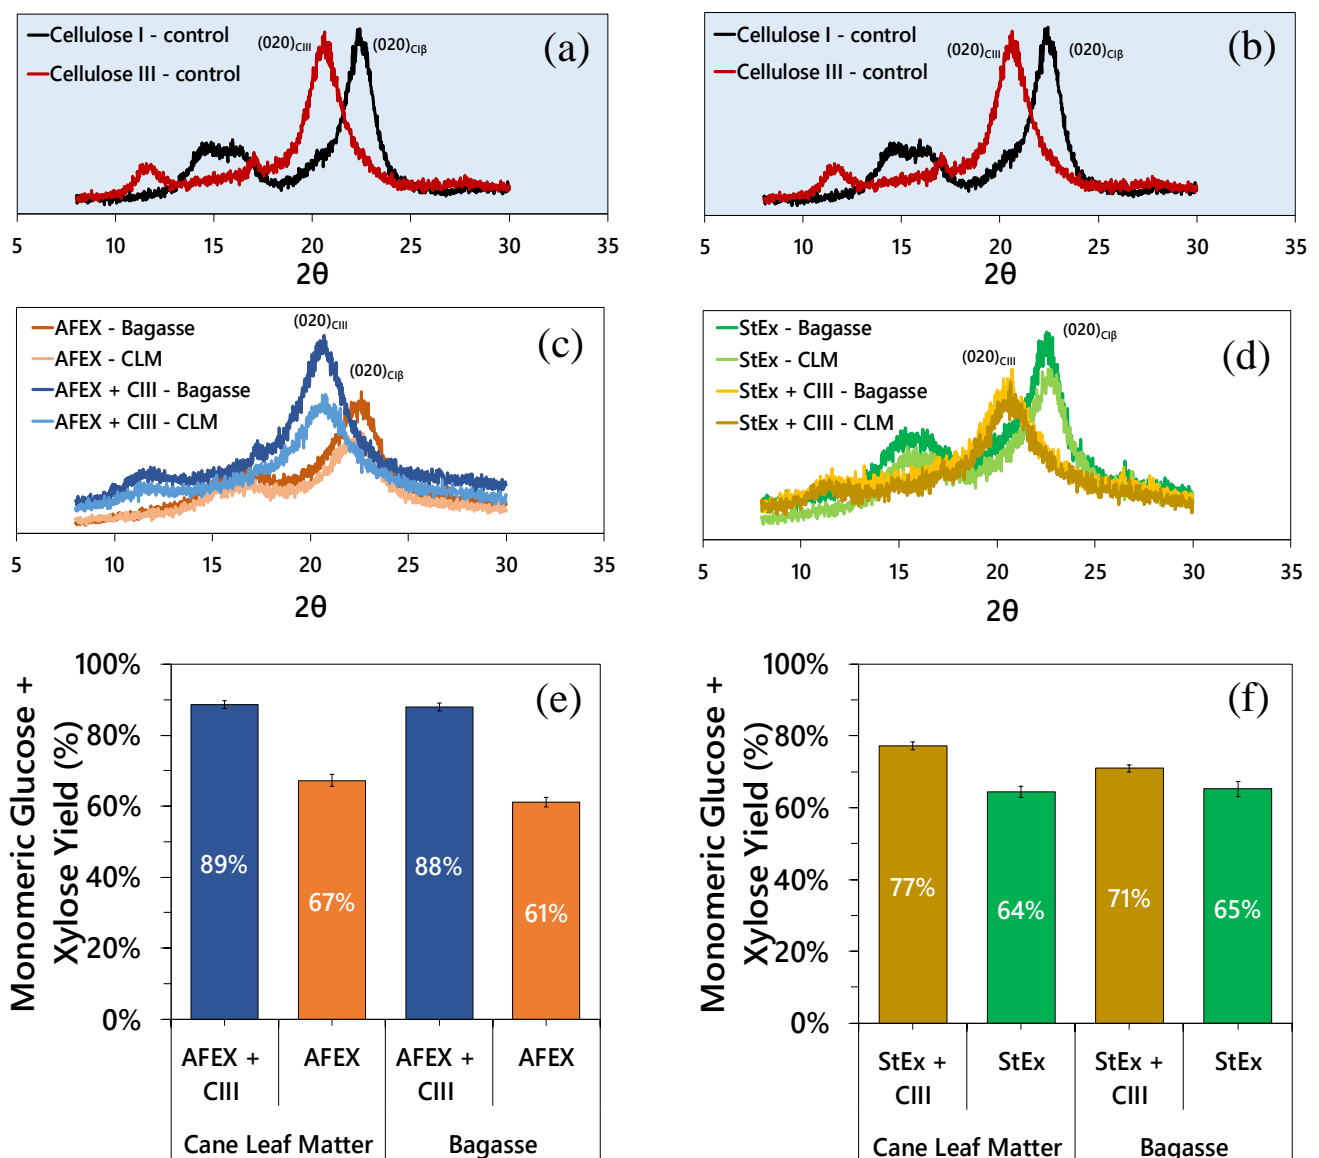 Cellulose I - control
Cellulose III - control
(020)CIII
(020)CIβ
(a)
5 10 15 20 25 30 35
2θ
Cellulose I - control
Cellulose III - control
(020)CIII
(020)CIβ
(b)
5 10 15 20 25 30 35
2θ
AFEX - Bagasse
AFEX - CLM
AFEX + CIII - Bagasse
AFEX + CIII - CLM
(020)CIII
(020)CIβ
(c)
5 10 15 20 25 30 35
2θ
StEx - Bagasse
StEx - CLM
StEx + CIII - Bagasse
StEx + CIII - CLM
(020)CIII
(020)CIβ
(d)
5 10 15 20 25 30 35
2θ
Monomeric Glucose +
Xylose Yield (%)
100%
80%
60%
40%
20%
0%
(e)
89%
67%
88%
61%
AFEX +
CIII
AFEX
AFEX +
CIII
AFEX
Cane Leaf Matter
Bagasse
Monomeric Glucose +
Xylose Yield (%)
100%
80%
60%
40%
20%
0%
(f)
77%
64%
71%
65%
StEx +
CIII
StEx
StEx +
CIII
StEx
Cane Leaf Matter
Bagasse